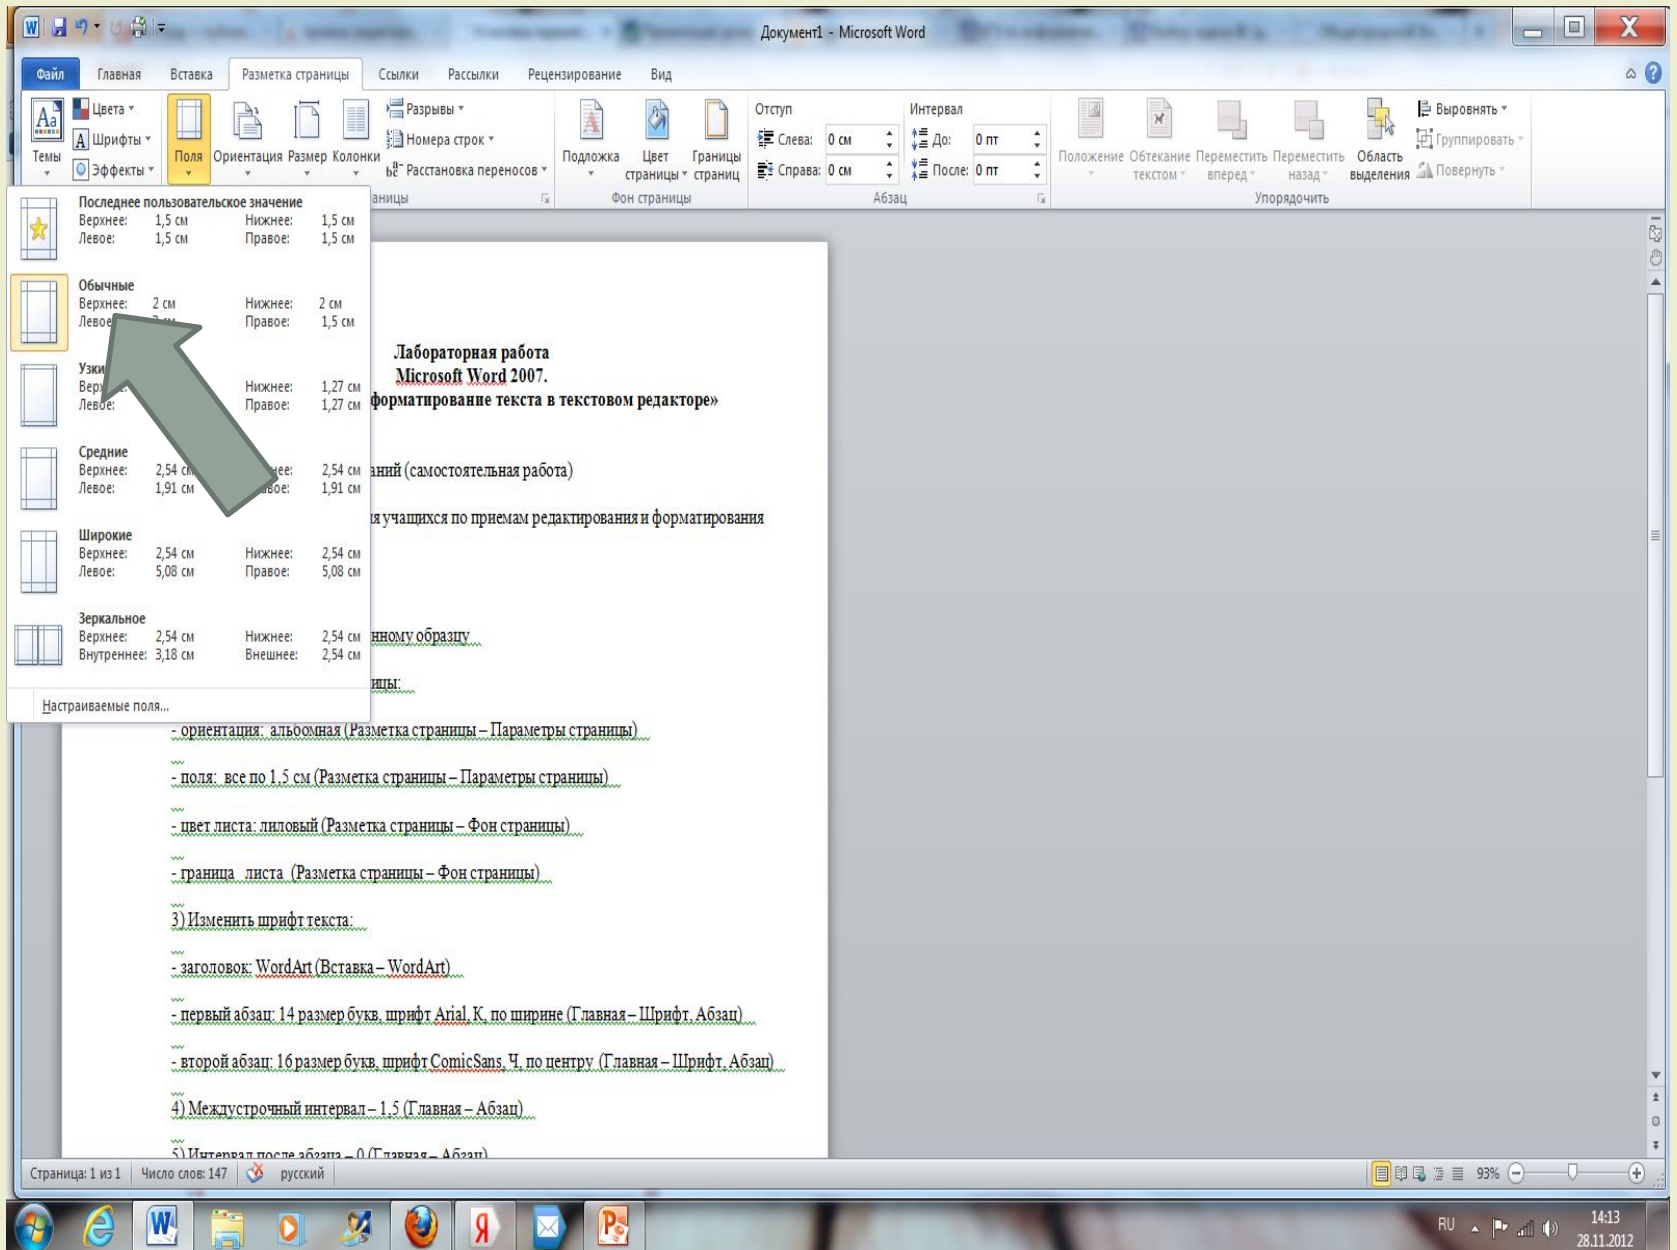 Документ1 - Microsoft Word
Файл Главная Вставка Разметка страницы Ссылки Рассылки Рецензирование Вид
Темы Цвета Шрифты Эффекты
Поля Ориентация Размер Колонки
Разрывы
Номера строк
Расстановка переносов
Подложка Цвет страницы Границы страниц
Фон страницы
Отступ
Слева: 0 см
Справа: 0 см
Интервал
До: 0 пт
После: 0 пт
Абзац
Положение Обтекание текстом Переместить вперед Переместить назад Область выделения
Выровнять
Группировать
Повернуть
Упорядочить
Последнее пользовательское значение
Верхнее: 1,5 см Нижнее: 1,5 см
Левое: 1,5 см Правое: 1,5 см
Обычные
Верхнее: 2 см Нижнее: 2 см
Правое: 1,5 см
Нижнее: 1,27 см
Левое: Правое: 1,27 см
Средние
Верхнее: 2,54 см 2,54 см
Левое: 1,91 см 1,91 см
Широкие
Верхнее: 2,54 см Нижнее: 2,54 см
Левое: 5,08 см Правое: 5,08 см
Зеркальное
Верхнее: 2,54 см Нижнее: 2,54 см
Внутреннее: 3,18 см Внешнее: 2,54 см
Настраиваемые поля...
Лабораторная работа
Microsoft Word 2007.
форматирование текста в текстовом редакторе»
(самостоятельная работа)
учащихся по приемам редактирования и форматирования
образцу
- ориентация: альбомная (Разметка страницы – Параметры страницы)
- поля: все по 1,5 см (Разметка страницы – Параметры страницы)
- цвет листа: лиловый (Разметка страницы – Фон страницы)
- граница листа (Разметка страницы – Фон страницы)
3) Изменить шрифт текста:
- заголовок: WordArt (Вставка – WordArt)
- первый абзац: 14 размер букв, шрифт Arial, К, по ширине (Главная – Шрифт, Абзац)
- второй абзац: 16 размер букв, шрифт ComicSans, Ч, по центру (Главная – Шрифт, Абзац)
4) Междустрочный интервал – 1,5 (Главная – Абзац)
5) Интервал после абзаца – 0 (Главная – Абзац)
Страница: 1 из 1 Число слов: 147 русский 93%
RU 14:13
28.11.2012